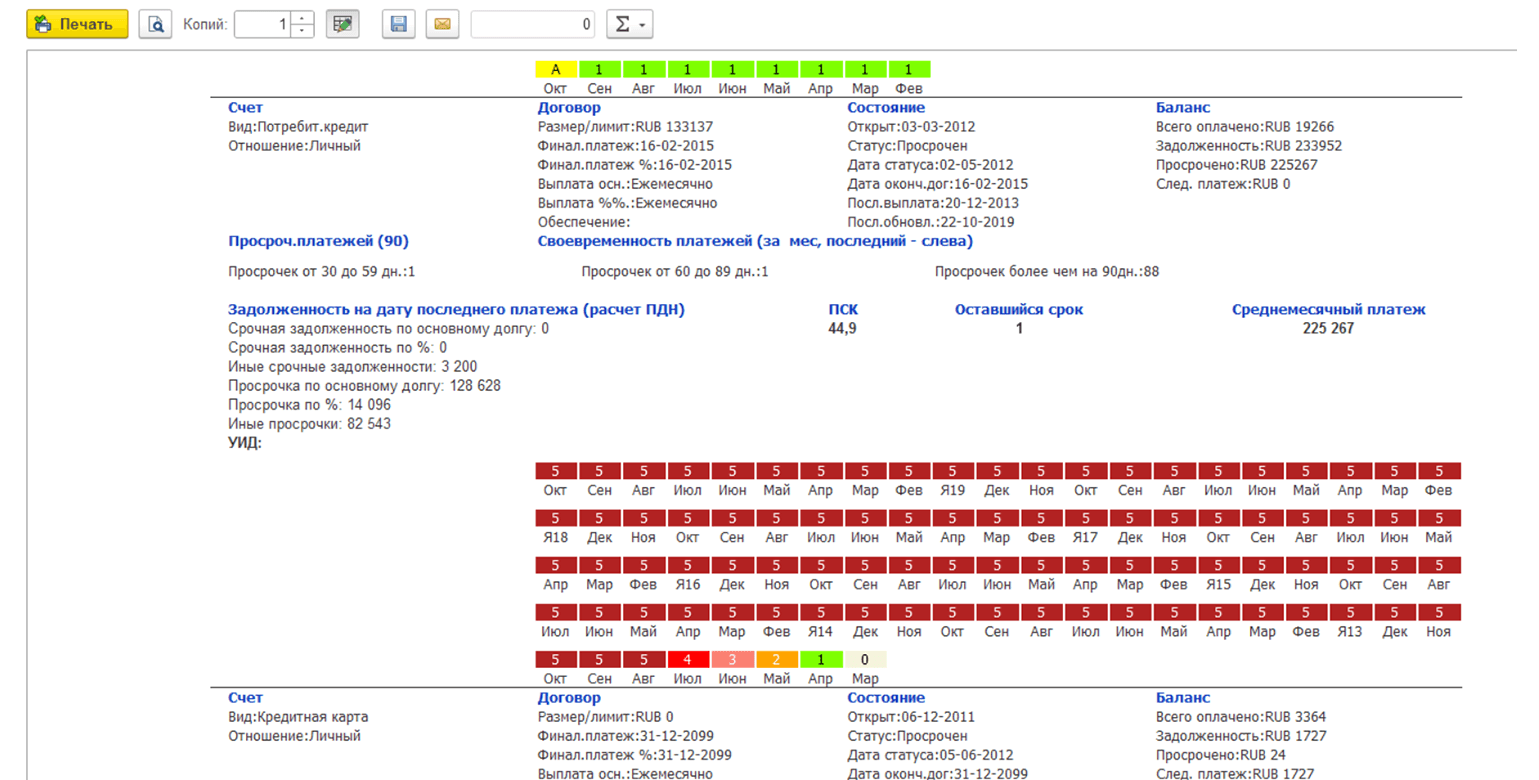 Печать Копий: 1 0 Σ
А 1 1 1 1 1 1 1 1
Окт Сен Авг Июл Июн Май Апр Мар Фев
Счет Договор Состояние Баланс
Вид:Потребит.кредит Размер/лимит:RUB 133137 Открыт:03-03-2012 Всего оплачено:RUB 19266
Отношение:Личный Финал.платеж:16-02-2015 Статус:Просрочен Задолженность:RUB 233952
Финал.платеж %:16-02-2015 Дата статуса:02-05-2012 Просрочено:RUB 225267
Выплата осн.:Ежемесячно Дата оконч.дог:16-02-2015 След. платеж:RUB 0
Выплата %%.:Ежемесячно Посл.выплата:20-12-2013
Обеспечение: Посл.обновл.:22-10-2019
Просроч.платежей (90) Своевременность платежей (за мес, последний - слева)
Просрочек от 30 до 59 дн.:1 Просрочек от 60 до 89 дн.:1 Просрочек более чем на 90дн.:88
Задолженность на дату последнего платежа (расчет ПДН) ПСК Оставшийся срок Среднемесячный платеж
Срочная задолженность по основному долгу: 0 44,9 1 225 267
Срочная задолженность по %: 0
Иные срочные задолженности: 3 200
Просрочка по основному долгу: 128 628
Просрочка по %: 14 096
Иные просрочки: 82 543
УИД:
5 5 5 5 5 5 5 5 5 5 5 5 5 5 5 5 5 5 5 5 5
Окт Сен Авг Июл Июн Май Апр Мар Фев Я19 Дек Ноя Окт Сен Авг Июл Июн Май Апр Мар Фев
5 5 5 5 5 5 5 5 5 5 5 5 5 5 5 5 5 5 5 5 5
Я18 Дек Ноя Окт Сен Авг Июл Июн Май Апр Мар Фев Я17 Дек Ноя Окт Сен Авг Июл Июн Май
5 5 5 5 5 5 5 5 5 5 5 5 5 5 5 5 5 5 5 5 5
Апр Мар Фев Я16 Дек Ноя Окт Сен Авг Июл Июн Май Апр Мар Фев Я15 Дек Ноя Окт Сен Авг
5 5 5 5 5 5 5 5 5 5 5 5 5 5 5 5 5 5 5 5 5
Июл Июн Май Апр Мар Фев Я14 Дек Ноя Окт Сен Авг Июл Июн Май Апр Мар Фев Я13 Дек Ноя
5 5 5 4 3 2 1 0
Окт Сен Авг Июл Июн Май Апр Мар
Счет Договор Состояние Баланс
Вид:Кредитная карта Размер/лимит:RUB 0 Открыт:06-12-2011 Всего оплачено:RUB 3364
Отношение:Личный Финал.платеж:31-12-2099 Статус:Просрочен Задолженность:RUB 1727
Финал.платеж %:31-12-2099 Дата статуса:05-06-2012 Просрочено:RUB 24
Выплата осн.:Ежемесячно Дата оконч.дог:31-12-2099 След. платеж:RUB 1727